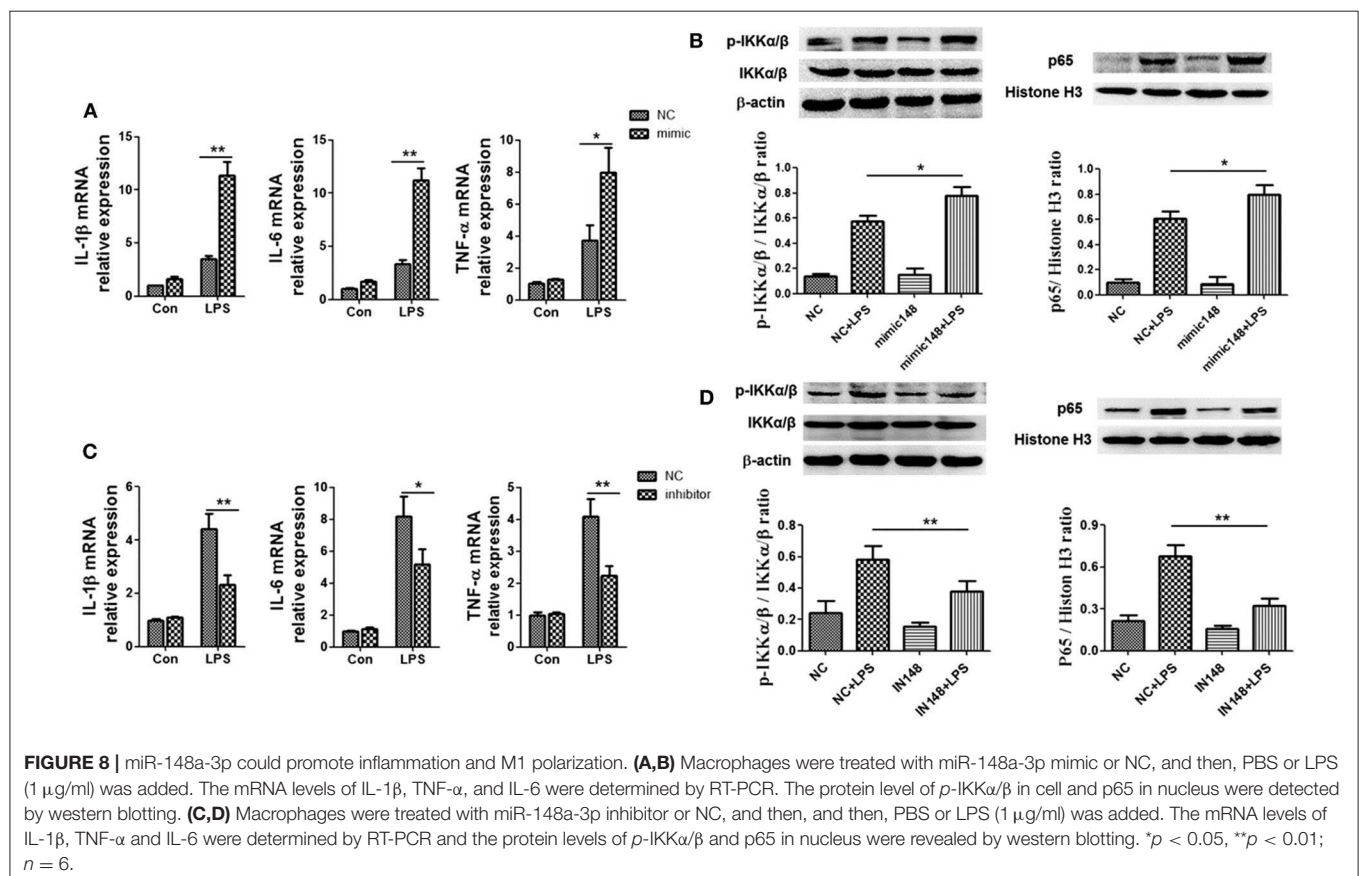 A
NC
mimic
IL-1β mRNA
relative expression
15
10
5
0
**
Con
LPS
IL-6 mRNA
relative expression
15
10
5
0
**
Con
LPS
TNF-α mRNA
relative expression
10
8
6
4
2
0
*
Con
LPS
B
p-IKKα/β
IKKα/β
β-actin
p-IKKα/β / IKKα/β ratio
1.0
0.8
0.6
0.4
0.2
0.0
*
NC
NC+LPS
mimic148
mimic148+LPS
p65
Histone H3
p65/ Histone H3 ratio
1.0
0.8
0.6
0.4
0.2
0.0
*
NC
NC+LPS
mimic148
mimic148+LPS
C
NC
inhibitor
IL-1β mRNA
relative expression
6
4
2
0
**
Con
LPS
IL-6 mRNA
relative expression
10
8
6
4
2
0
*
Con
LPS
TNF-α mRNA
relative expression
5
4
3
2
1
0
**
Con
LPS
D
p-IKKα/β
IKKα/β
β-actin
p-IKKα/β / IKKα/β ratio
0.8
0.6
0.4
0.2
0.0
**
NC
NC+LPS
IN148
IN148+LPS
p65
Histone H3
P65 / Histon H3 ratio
0.9
0.6
0.3
0.0
**
NC
NC+LPS
IN148
IN148+LPS
FIGURE 8 | miR-148a-3p could promote inflammation and M1 polarization. (A,B) Macrophages were treated with miR-148a-3p mimic or NC, and then, PBS or LPS
(1 μg/ml) was added. The mRNA levels of IL-1β, TNF-α, and IL-6 were determined by RT-PCR. The protein level of p-IKKα/β in cell and p65 in nucleus were detected
by western blotting. (C,D) Macrophages were treated with miR-148a-3p inhibitor or NC, and then, and then, PBS or LPS (1 μg/ml) was added. The mRNA levels of
IL-1β, TNF-α and IL-6 were determined by RT-PCR and the protein levels of p-IKKα/β and p65 in nucleus were revealed by western blotting. *p < 0.05, **p < 0.01;
n = 6.